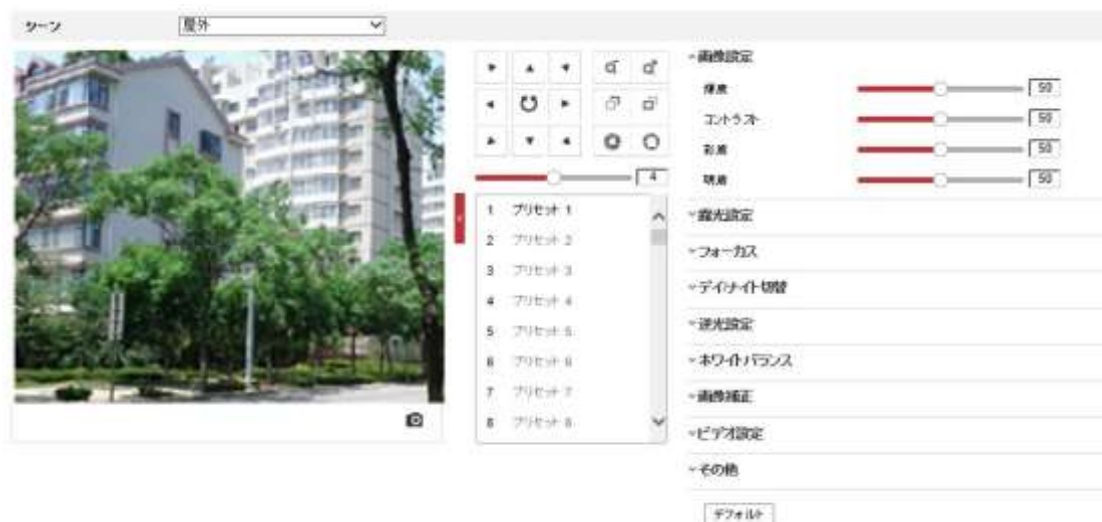 シーン
屋外
4
1 プリセット 1
2 プリセット 2
3 プリセット 3
4 プリセット 4
5 プリセット 5
6 プリセット 6
7 プリセット 7
8 プリセット 8
画像設定
輝度 50
コントラスト 50
彩度 50
明度 50
露光設定
フォーカス
デイ/ナイト切替
逆光設定
ホワイトバランス
画像補正
ビデオ設定
その他
デフォルト